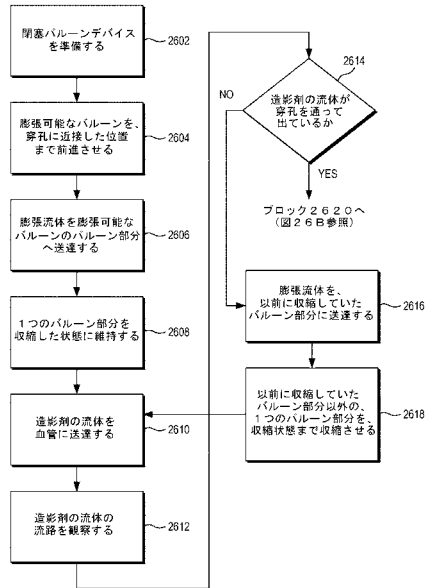 閉塞バルーンデバイス
を準備する
2602
膨張可能なバルーンを、
穿孔に近接した位置
まで前進させる
2604
膨張流体を膨張可能な
バルーンのバルーン部分
へ送達する
2606
1つのバルーン部分を
収縮した状態に維持する
2608
造影剤の流体を
血管に送達する
2610
造影剤の流体の
流路を観察する
2612
2614
造影剤の流体が
穿孔を通って
出ているか
NO
YES
ブロック2620へ
(図26B参照)
膨張流体を、
以前に収縮していた
バルーン部分に送達する
2616
以前に収縮していた
バルーン部分以外の、
1つのバルーン部分を、
収縮状態まで収縮させる
2618